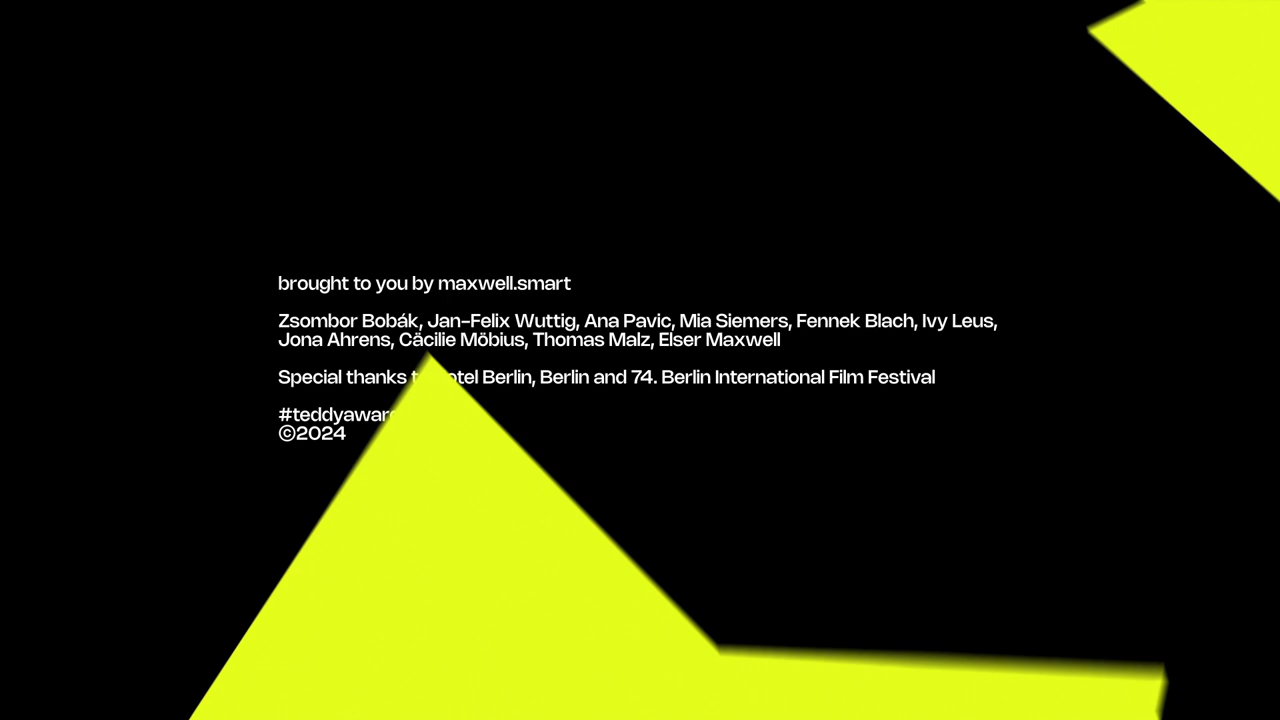 brought to you by maxwell.smart
Zsombor Bobák, Jan-Felix Wuttig, Ana Pavic, Mia Siemers, Fennek Blach, Ivy Leus,
Jona Ahrens, Cäcilie Möbius, Thomas Malz, Elser Maxwell
Special thanks Berlin, Berlin and 74. Berlin International Film Festival
©2024